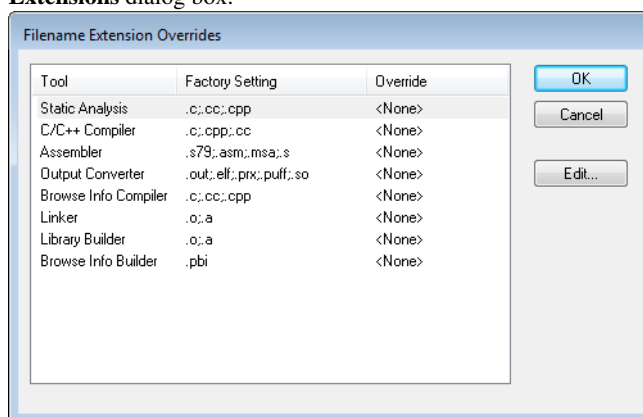 Extensions dialog box.
Filename Extension Overrides
Tool Factory Setting Override
Static Analysis .c;.cc;.cpp <None>
C/C++ Compiler .c;.cpp;.cc <None>
Assembler .s79;.asm;.msa;.s <None>
Output Converter .out;.elf;.prx;.puff;.so <None>
Browse Info Compiler .c;.cc;.cpp <None>
Linker .o;.a <None>
Library Builder .o;.a <None>
Browse Info Builder .pbi <None>
OK
Cancel
Edit...